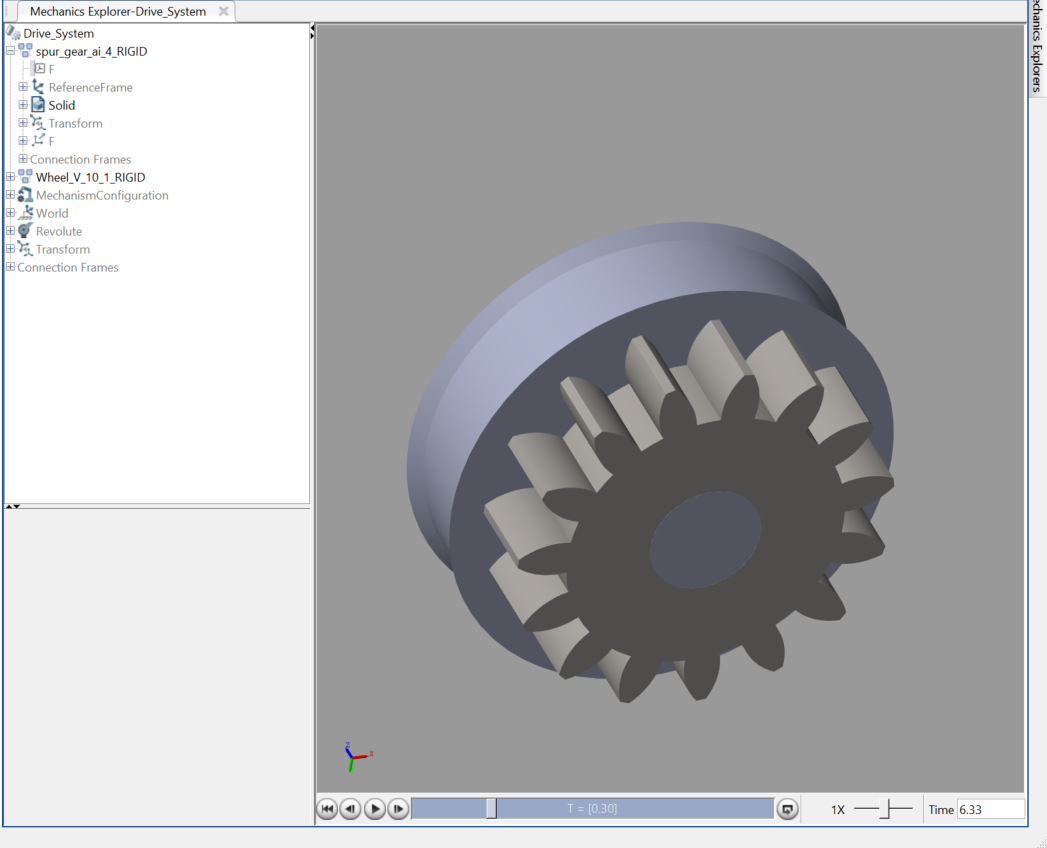 Mechanics Explorer-Drive_System
Mechanics Explorers
Drive_System
spur_gear_ai_4_RIGID
F
ReferenceFrame
Solid
Transform
F
Connection Frames
Wheel_V_10_1_RIGID
MechanismConfiguration
World
Revolute
Transform
Connection Frames
z
x
T = [0,30]
1X
Time 6.33